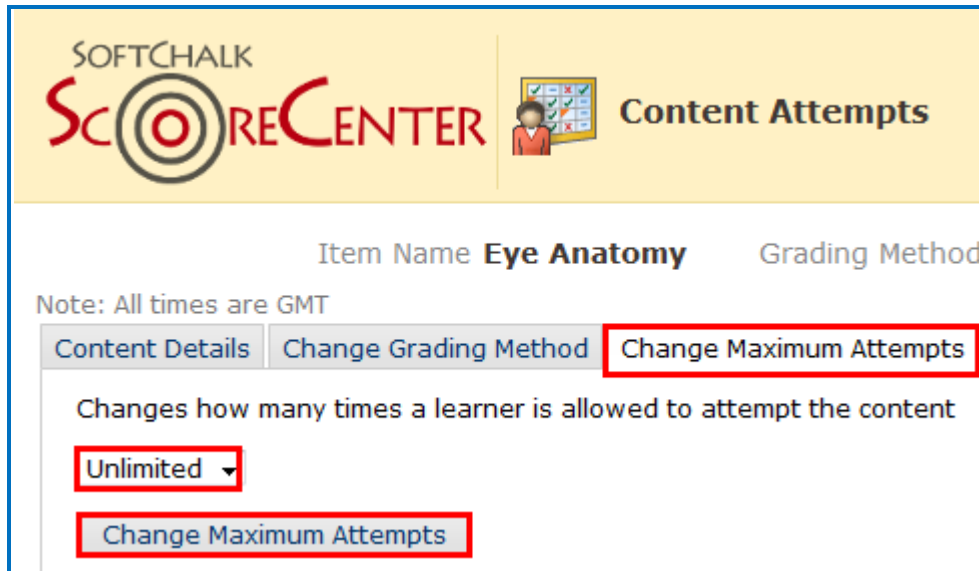 SOFTCHALK
SCORECENTER
Content Attempts
Item Name Eye Anatomy Grading Method
Note: All times are GMT
Content Details Change Grading Method Change Maximum Attempts
Changes how many times a learner is allowed to attempt the content
Unlimited
Change Maximum Attempts